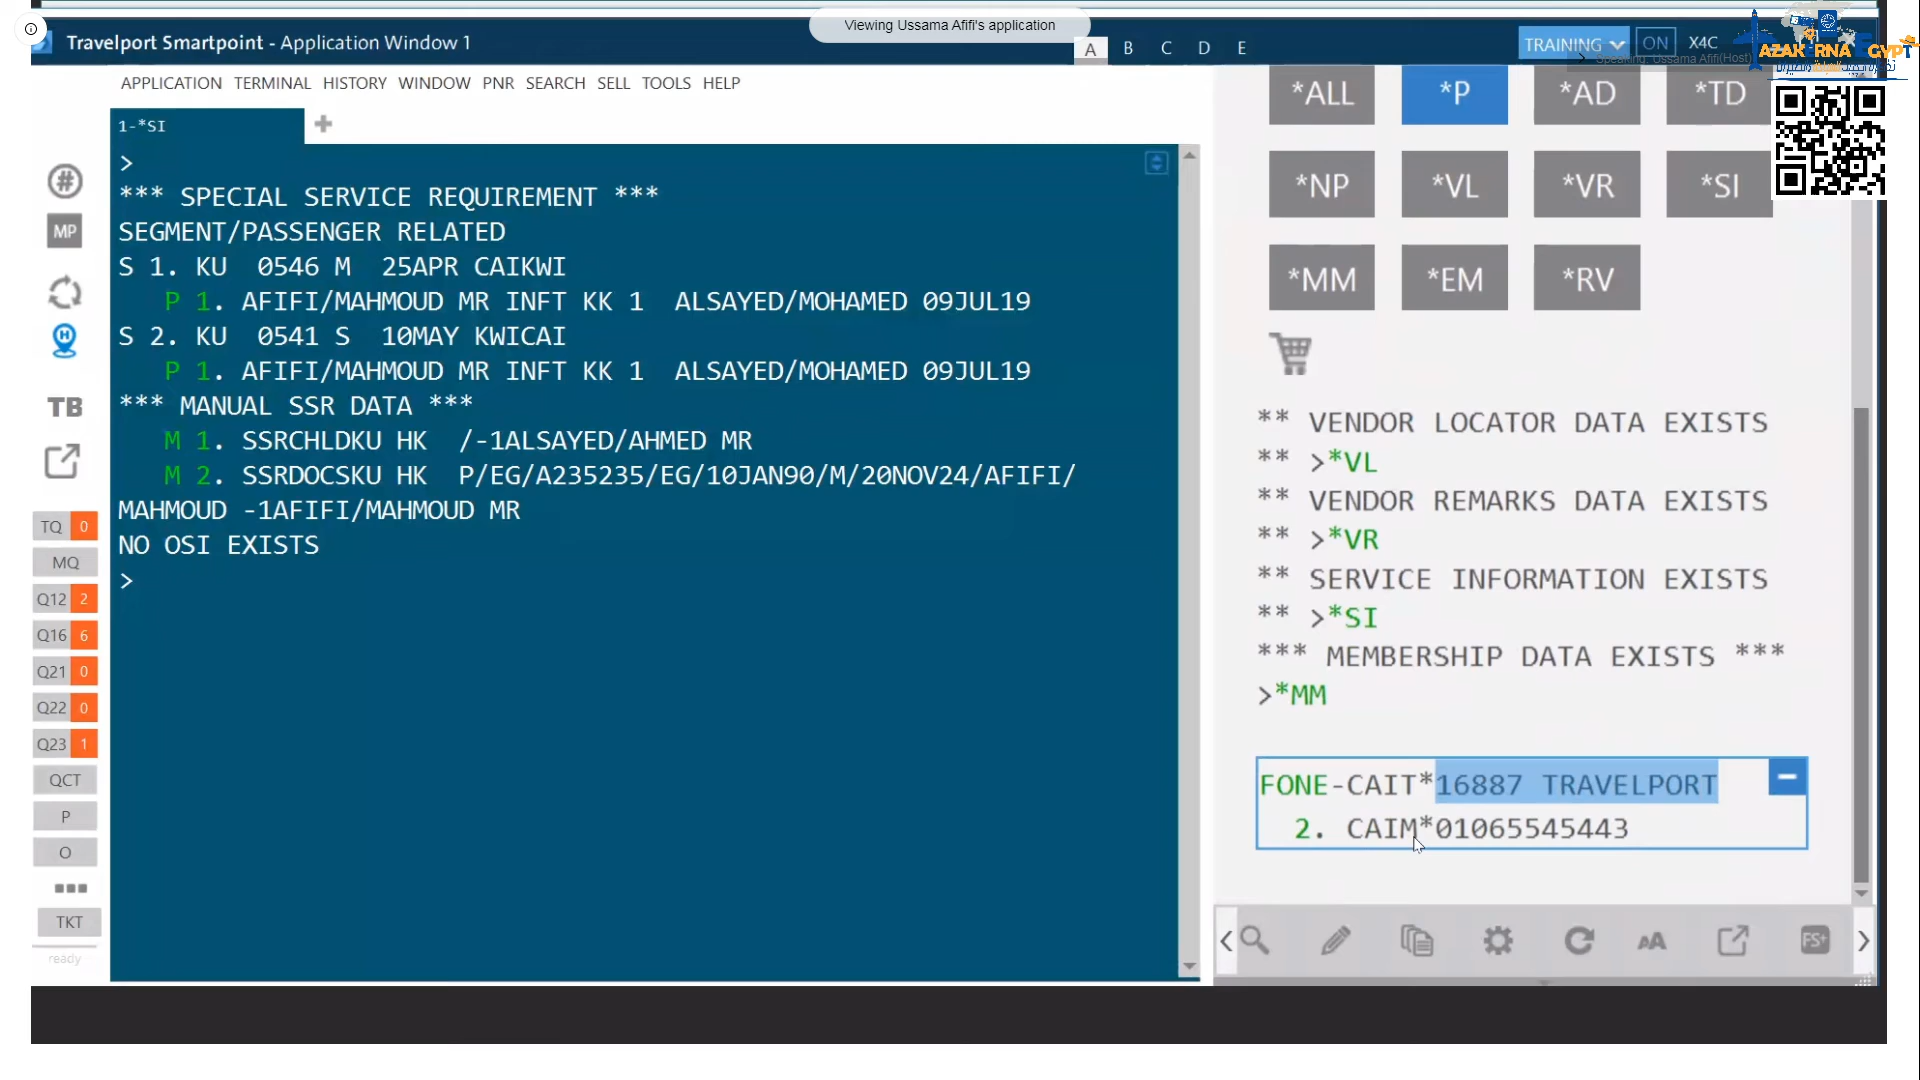 Viewing Ussama Afifi's application
Travelport Smartpoint - Application Window 1
A B C D E
TRAINING ON X4C
Speaking: Ussama Afifi(Host)
APPLICATION TERMINAL HISTORY WINDOW PNR SEARCH SELL TOOLS HELP
1-*SI
>
*** SPECIAL SERVICE REQUIREMENT ***
SEGMENT/PASSENGER RELATED
S 1. KU 0546 M 25APR CAIKWI
P 1. AFIFI/MAHMOUD MR INFT KK 1 ALSAYED/MOHAMED 09JUL19
S 2. KU 0541 S 10MAY KWICAI
P 1. AFIFI/MAHMOUD MR INFT KK 1 ALSAYED/MOHAMED 09JUL19
*** MANUAL SSR DATA ***
M 1. SSRCHLDKU HK /-1ALSAYED/AHMED MR
M 2. SSRDOCSKU HK P/EG/A235235/EG/10JAN90/M/20NOV24/AFIFI/
MAHMOUD -1AFIFI/MAHMOUD MR
NO OSI EXISTS
>
MP
TB
TQ 0
MQ
Q12 2
Q16 6
Q21 0
Q22 0
Q23 1
QCT
P
O
TKT
ready
*ALL *P *AD *TD
*NP *VL *VR *SI
*MM *EM *RV
** VENDOR LOCATOR DATA EXISTS
** >*VL
** VENDOR REMARKS DATA EXISTS
** >*VR
** SERVICE INFORMATION EXISTS
** >*SI
*** MEMBERSHIP DATA EXISTS ***
>*MM
FONE-CAIT*16887 TRAVELPORT
2. CAIM*01065545443
AA FS+